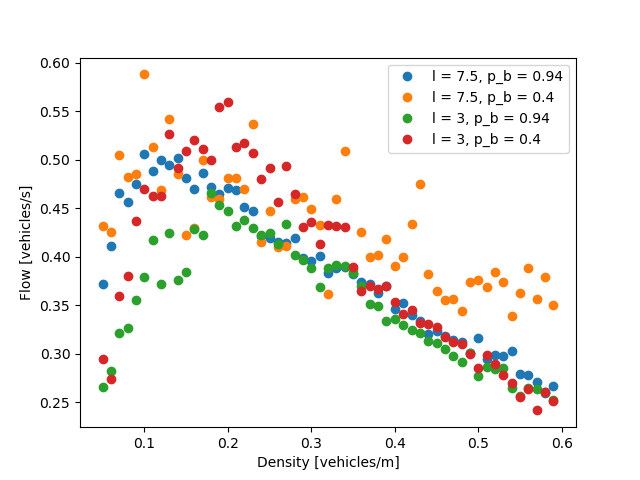 0.60
0.55
0.50
0.45
0.40
0.35
0.30
0.25
Flow [vehicles/s]
l = 7.5, p_b = 0.94
l = 7.5, p_b = 0.4
l = 3, p_b = 0.94
l = 3, p_b = 0.4
0.1 0.2 0.3 0.4 0.5 0.6
Density [vehicles/m]